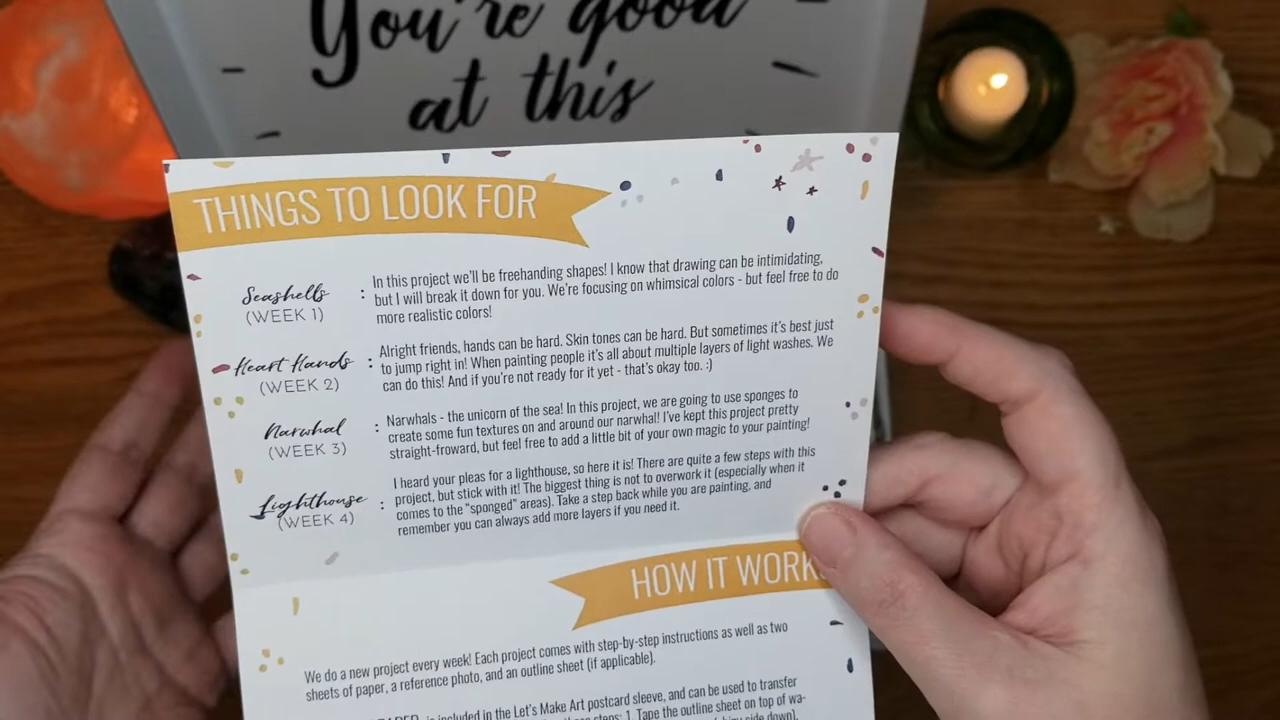 You're good
at this
THINGS TO LOOK FOR
Seashells
(WEEK 1)
:
In this project we'll be freehanding shapes! I know that drawing can be intimidating,
but I will break it down for you. We're focusing on whimsical colors - but feel free to do
more realistic colors!
Heart Hands
(WEEK 2)
:
Alright friends, hands can be hard. Skin tones can be hard. But sometimes it's best just
to jump right in! When painting people it's all about multiple layers of light washes. We
can do this! And if you're not ready for it yet - that's okay too. :)
Narwhal
(WEEK 3)
:
Narwhals - the unicorn of the sea! In this project, we are going to use sponges to
create some fun textures on and around our narwhal! I've kept this project pretty
straight-froward, but feel free to add a little bit of your own magic to your painting!
Lighthouse
(WEEK 4)
:
I heard your pleas for a lighthouse, so here it is! There are quite a few steps with this
project, but stick with it! The biggest thing is not to overwork it (especially when it
comes to the "sponged" areas). Take a step back while you are painting, and
remember you can always add more layers if you need it.
HOW IT WORK
We do a new project every week! Each project comes with step-by-step instructions as well as two
sheets of paper, a reference photo, and an outline sheet (if applicable).
is included in the Let's Make Art postcard sleeve, and can be used to transfer
steps: 1. Tape the outline sheet on top of wa-
side down).